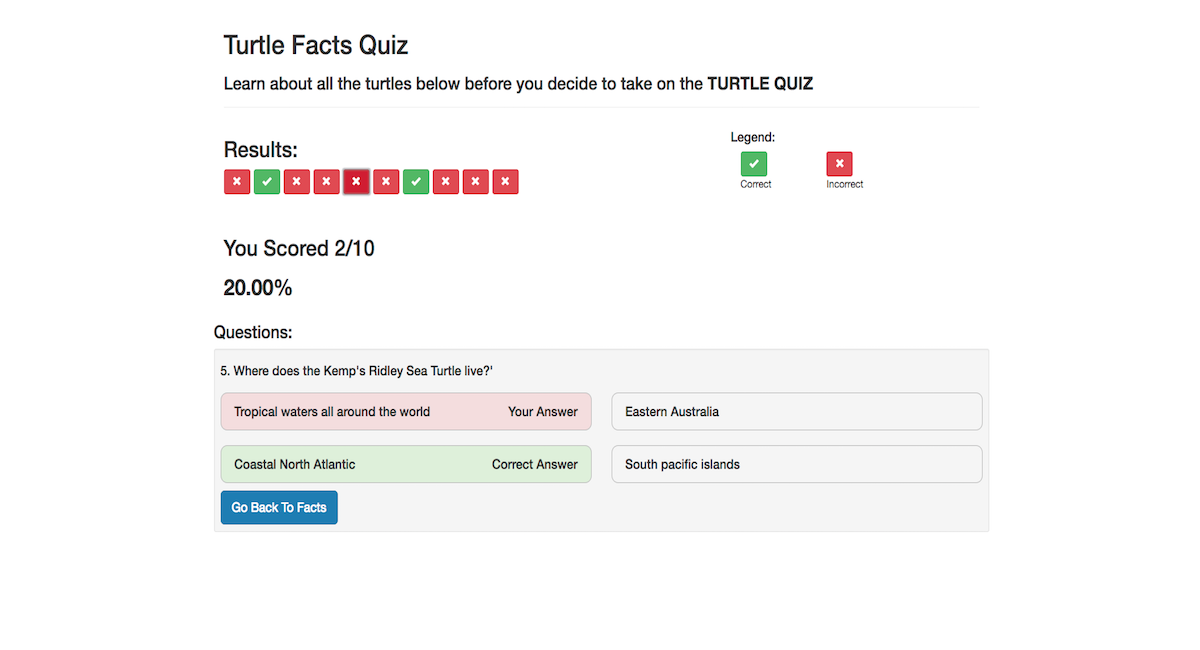 Turtle Facts Quiz
Learn about all the turtles below before you decide to take on the TURTLE QUIZ
Results:
Legend:
Correct
Incorrect
You Scored 2/10
20.00%
Questions:
5. Where does the Kemp's Ridley Sea Turtle live?'
Tropical waters all around the world Your Answer
Eastern Australia
Coastal North Atlantic Correct Answer
South pacific islands
Go Back To Facts